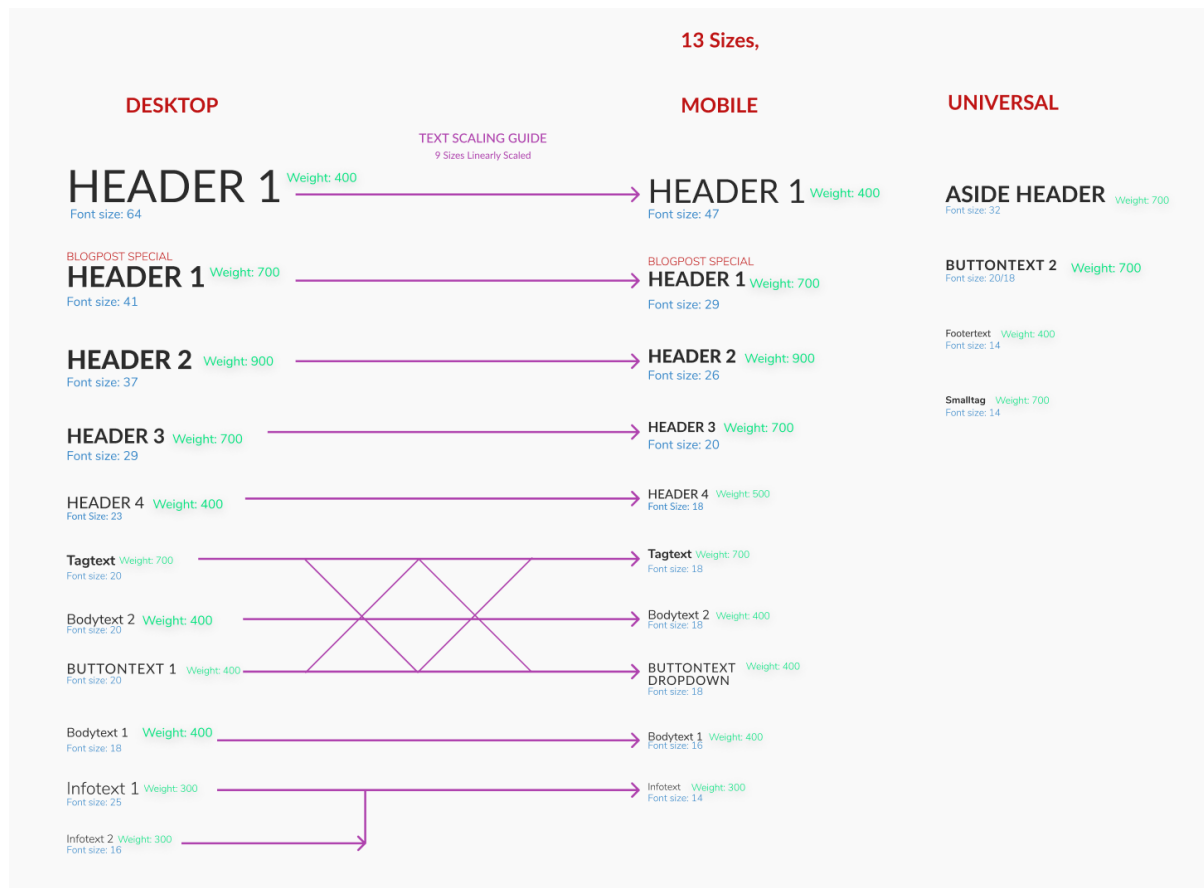 13 Sizes,
DESKTOP
MOBILE
UNIVERSAL
TEXT SCALING GUIDE
9 Sizes Linearly Scaled
HEADER 1 Weight: 400
Font size: 64
HEADER 1 Weight: 400
Font size: 47
ASIDE HEADER Weight: 700
Font size: 32
BLOGPOST SPECIAL
HEADER 1 Weight: 700
Font size: 41
BLOGPOST SPECIAL
HEADER 1 Weight: 700
Font size: 29
BUTTONTEXT 2 Weight: 700
Font size: 20/18
HEADER 2 Weight: 900
Font size: 37
HEADER 2 Weight: 900
Font size: 26
Footertext Weight: 400
Font size: 14
HEADER 3 Weight: 700
Font size: 29
HEADER 3 Weight: 700
Font size: 20
Smalltag Weight: 700
Font size: 14
HEADER 4 Weight: 400
Font Size: 23
HEADER 4 Weight: 500
Font Size: 18
Tagtext Weight: 700
Font size: 20
Tagtext Weight: 700
Font size: 18
Bodytext 2 Weight: 400
Font size: 20
Bodytext 2 Weight: 400
Font size: 18
BUTTONTEXT 1 Weight: 400
Font size: 20
BUTTONTEXT Weight: 400
DROPDOWN
Font size: 18
Bodytext 1 Weight: 400
Font size: 18
Bodytext 1 Weight: 400
Font size: 16
Infotext 1 Weight: 300
Font size: 25
Infotext Weight: 300
Font size: 14
Infotext 2 Weight: 300
Font size: 16